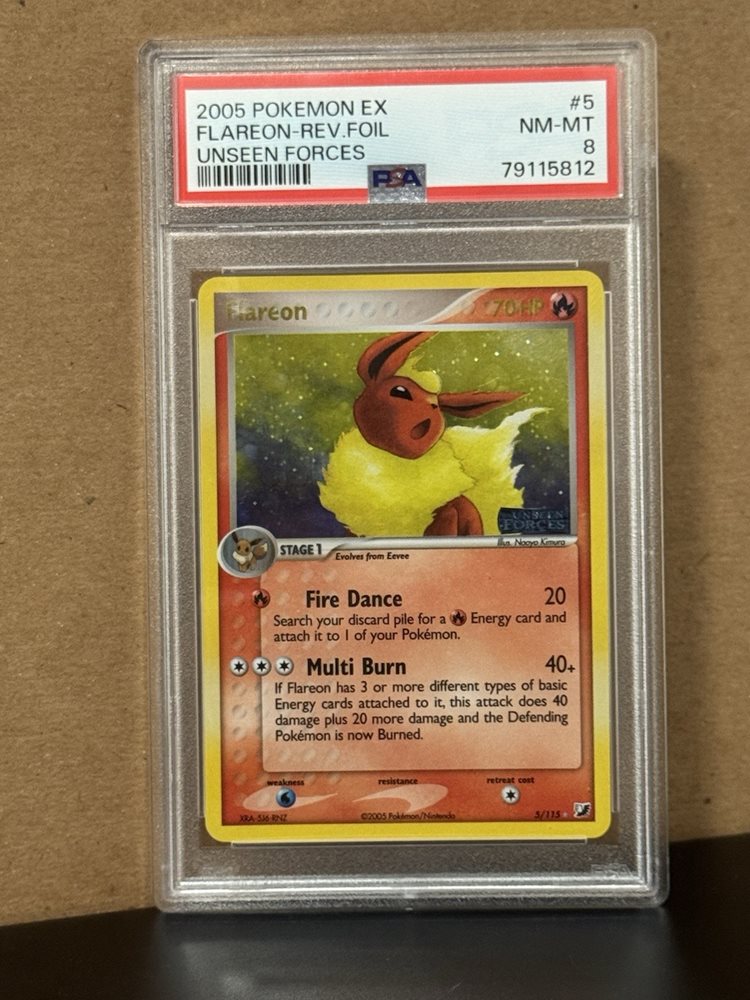 2005 POKEMON EX #5
FLAREON-REV.FOIL NM-MT
UNSEEN FORCES 8
PSA 79115812
Flareon 70 HP
UNSEEN
FORCES
Illus. Naoyo Kimura
STAGE 1
Evolves from Eevee
Fire Dance 20
Search your discard pile for a Energy card and
attach it to 1 of your Pokémon.
Multi Burn 40+
If Flareon has 3 or more different types of basic
Energy cards attached to it, this attack does 40
damage plus 20 more damage and the Defending
Pokémon is now Burned.
weakness resistance retreat cost
XRA-5J6-RNZ ©2005 Pokémon/Nintendo 5/115